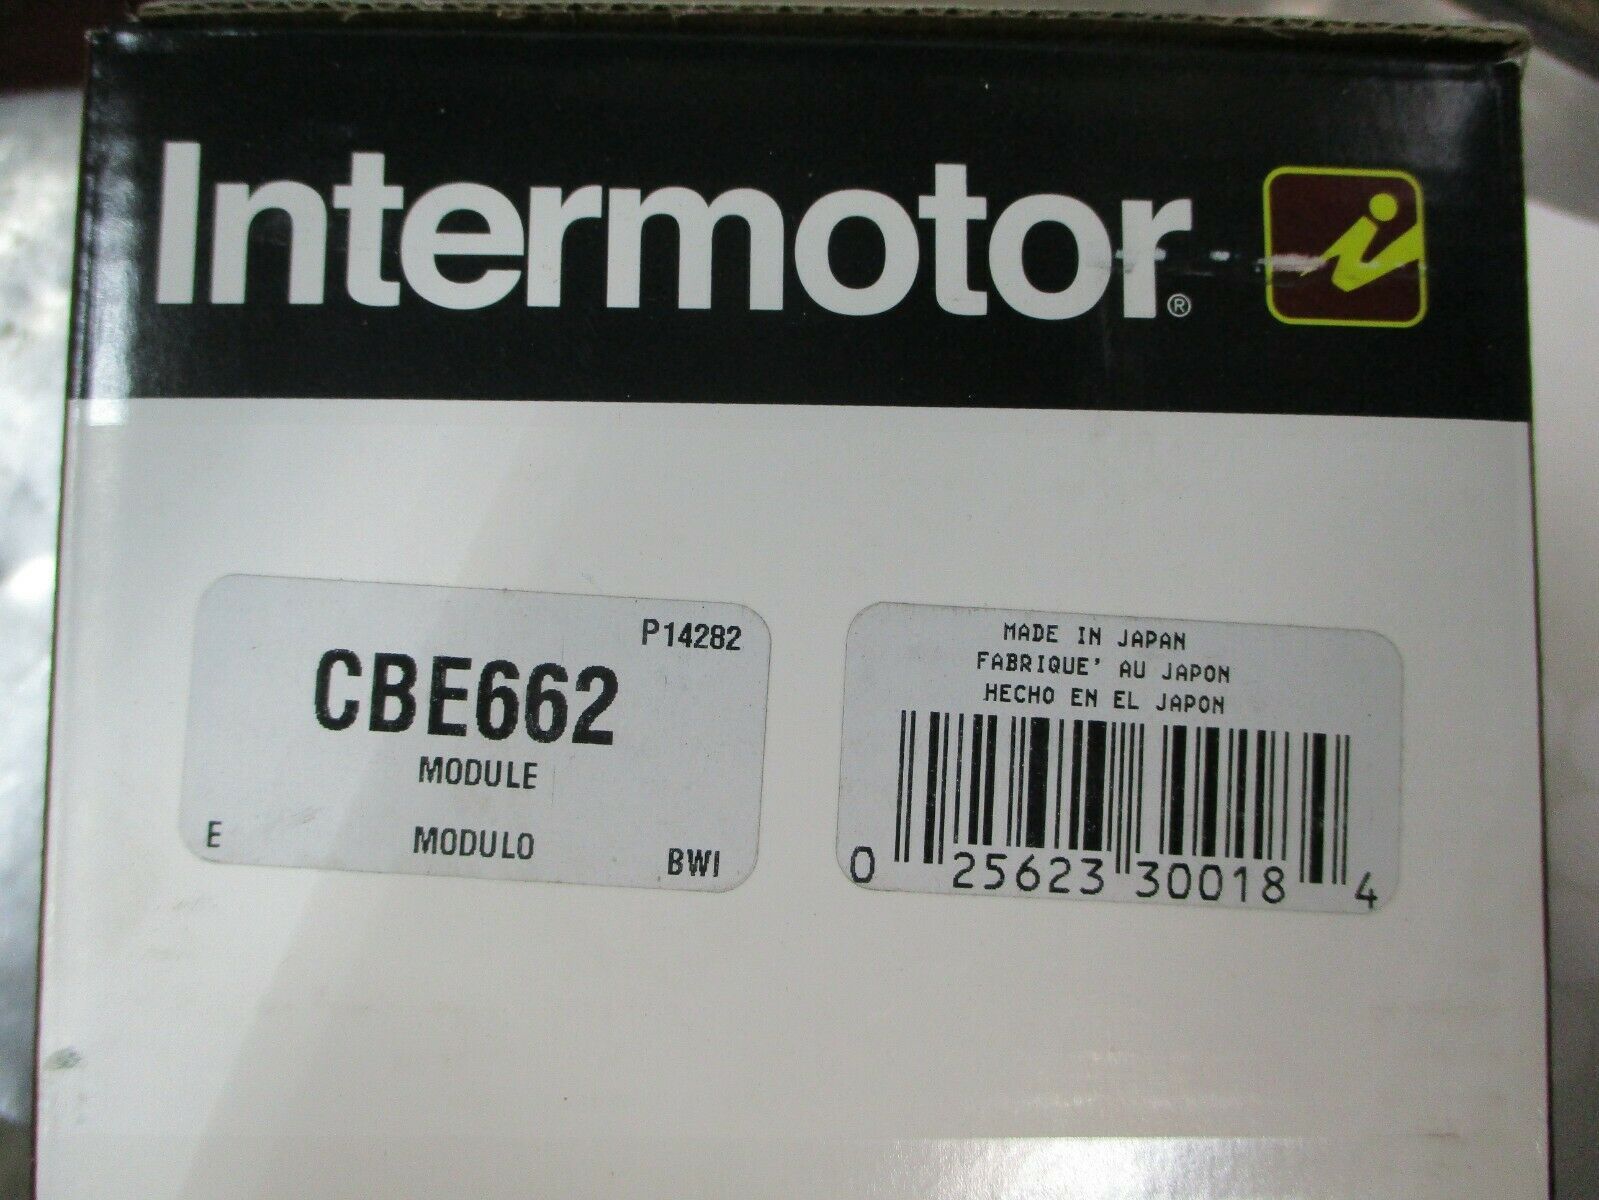 Intermotor®
P14282
CBE662
MODULE
MODULO
E
BWI
MADE IN JAPAN
FABRIQUE' AU JAPON
HECHO EN EL JAPON
0 25623 30018 4